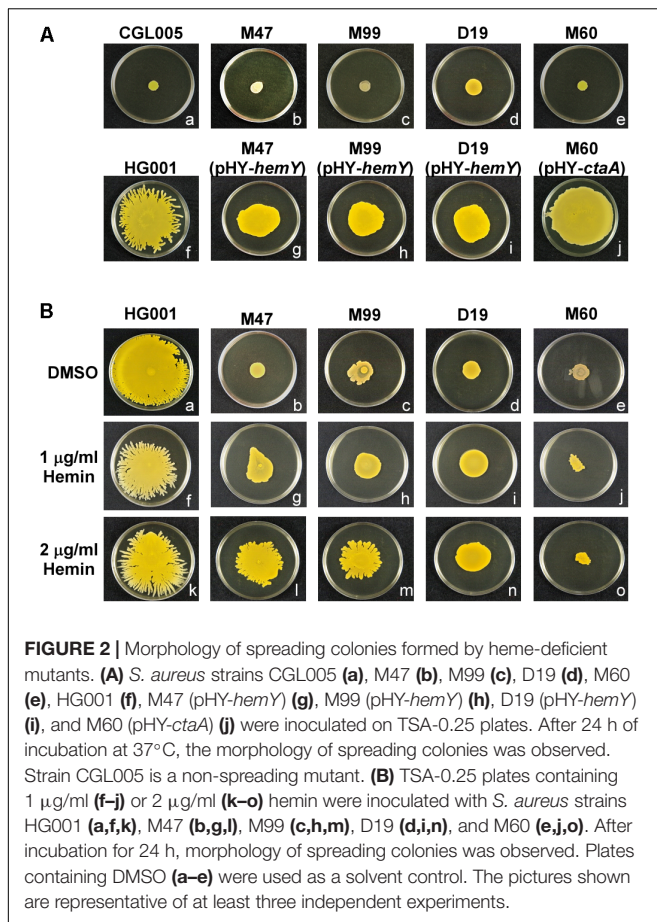 A
CGL005 M47 M99 D19 M60
a b c d e
HG001 M47 (pHY-hemY) M99 (pHY-hemY) D19 (pHY-hemY) M60 (pHY-ctaA)
f g h i j
B
HG001 M47 M99 D19 M60
DMSO
a b c d e
1 µg/ml Hemin
f g h i j
2 µg/ml Hemin
k l m n o
FIGURE 2 | Morphology of spreading colonies formed by heme-deficient
mutants. (A) S. aureus strains CGL005 (a), M47 (b), M99 (c), D19 (d), M60
(e), HG001 (f), M47 (pHY-hemY) (g), M99 (pHY-hemY) (h), D19 (pHY-hemY)
(i), and M60 (pHY-ctaA) (j) were inoculated on TSA-0.25 plates. After 24 h of
incubation at 37°C, the morphology of spreading colonies was observed.
Strain CGL005 is a non-spreading mutant. (B) TSA-0.25 plates containing
1 µg/ml (f–j) or 2 µg/ml (k–o) hemin were inoculated with S. aureus strains
HG001 (a,f,k), M47 (b,g,l), M99 (c,h,m), D19 (d,i,n), and M60 (e,j,o). After
incubation for 24 h, morphology of spreading colonies was observed. Plates
containing DMSO (a–e) were used as a solvent control. The pictures shown
are representative of at least three independent experiments.